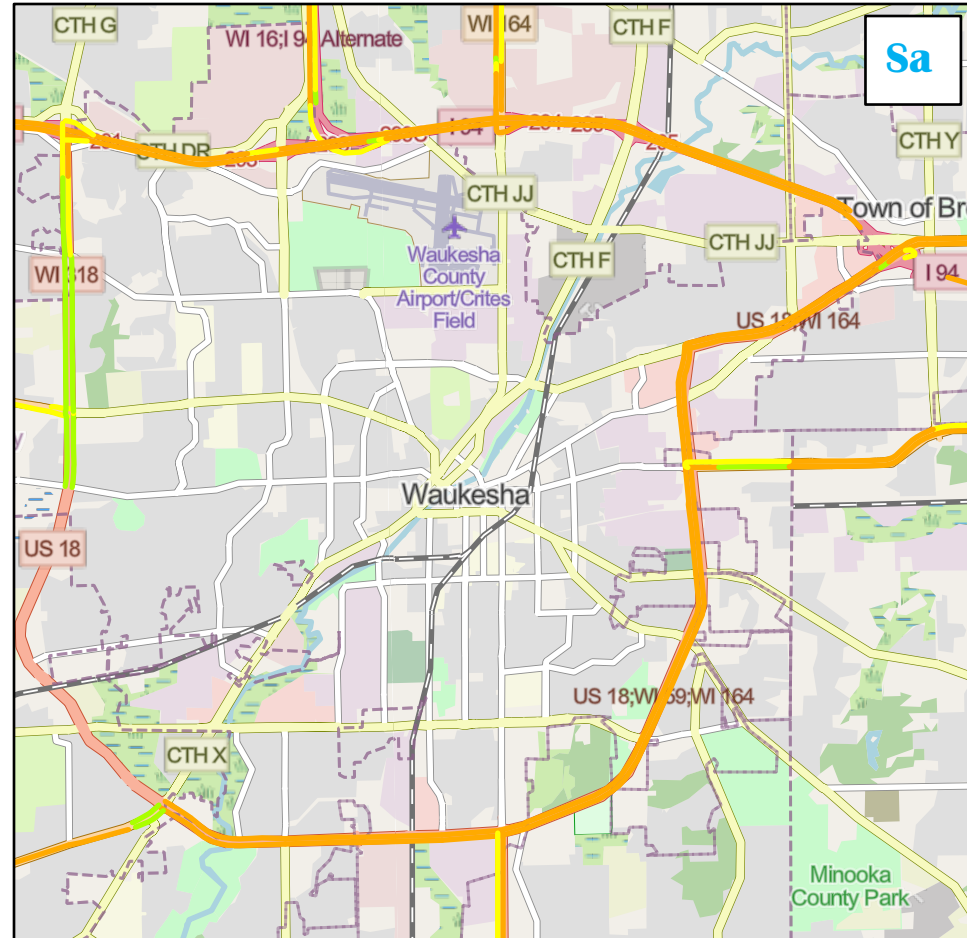 CTH G
WI 16;I 94 Alternate
WI 164
CTH F
Sa
I 94
CTH DR
CTH Y
CTH JJ
Town of Bro
Waukesha
County
Airport/Crites
Field
CTH F
CTH JJ
WI 318
I 94
US 18;WI 164
Waukesha
US 18
US 18;WI 59;WI 164
CTH X
Minooka
County Park